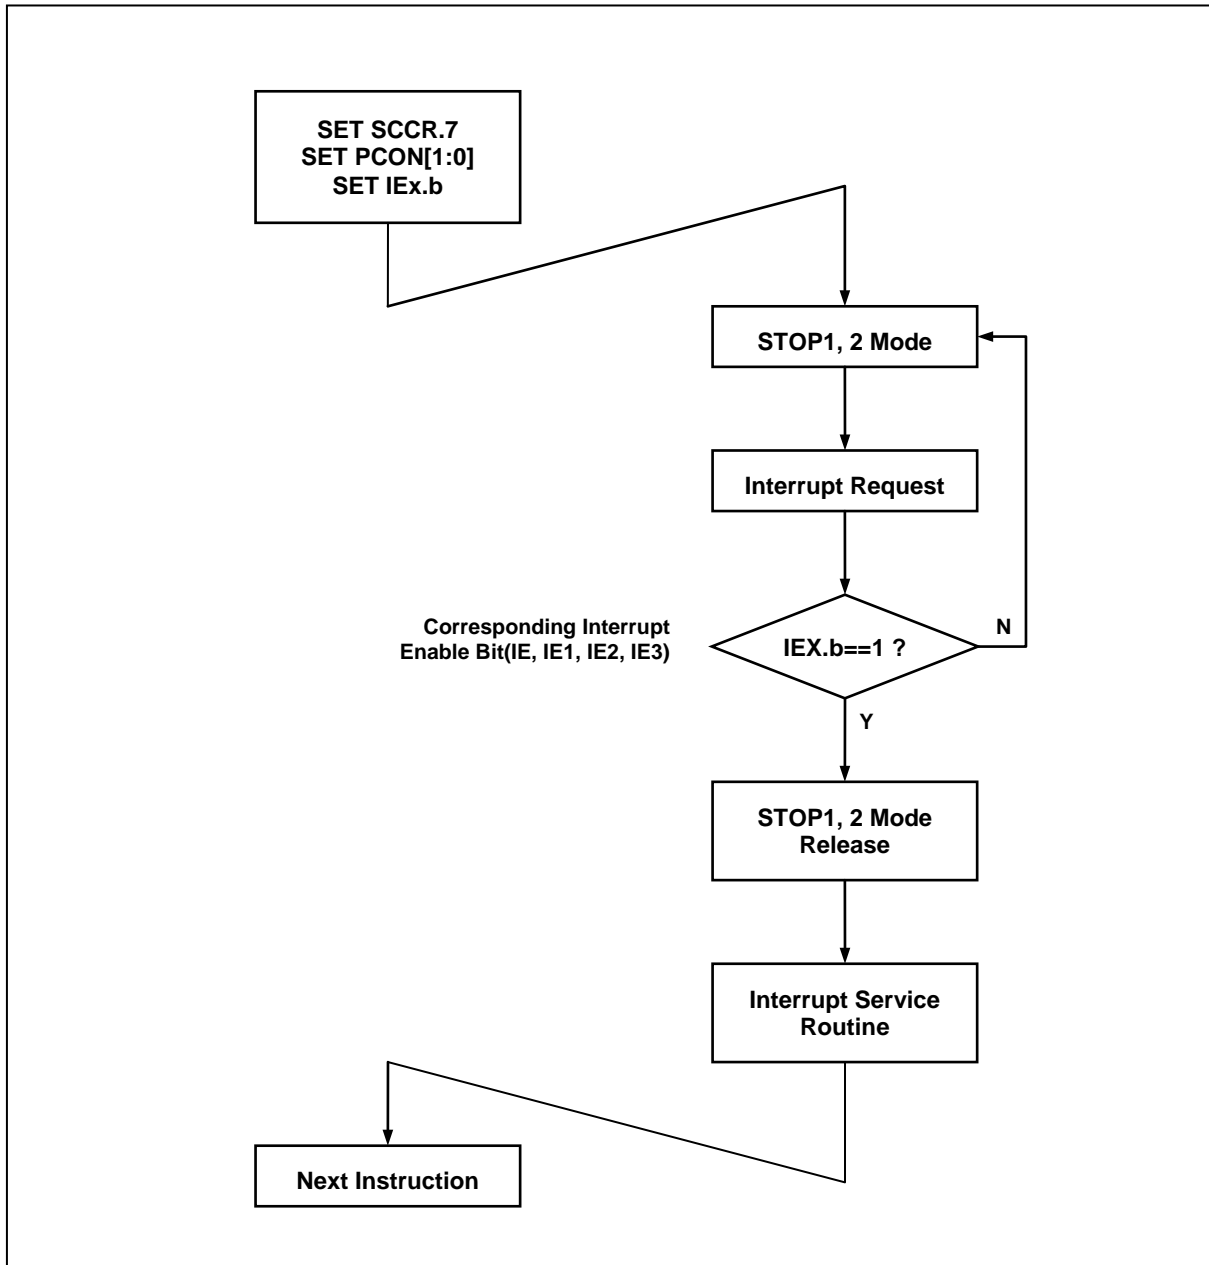 SET SCCR.7
SET PCON[1:0]
SET IEx.b
STOP1, 2 Mode
Interrupt Request
Corresponding Interrupt
Enable Bit(IE, IE1, IE2, IE3)
IEX.b==1 ?
N
Y
STOP1, 2 Mode
Release
Interrupt Service
Routine
Next Instruction